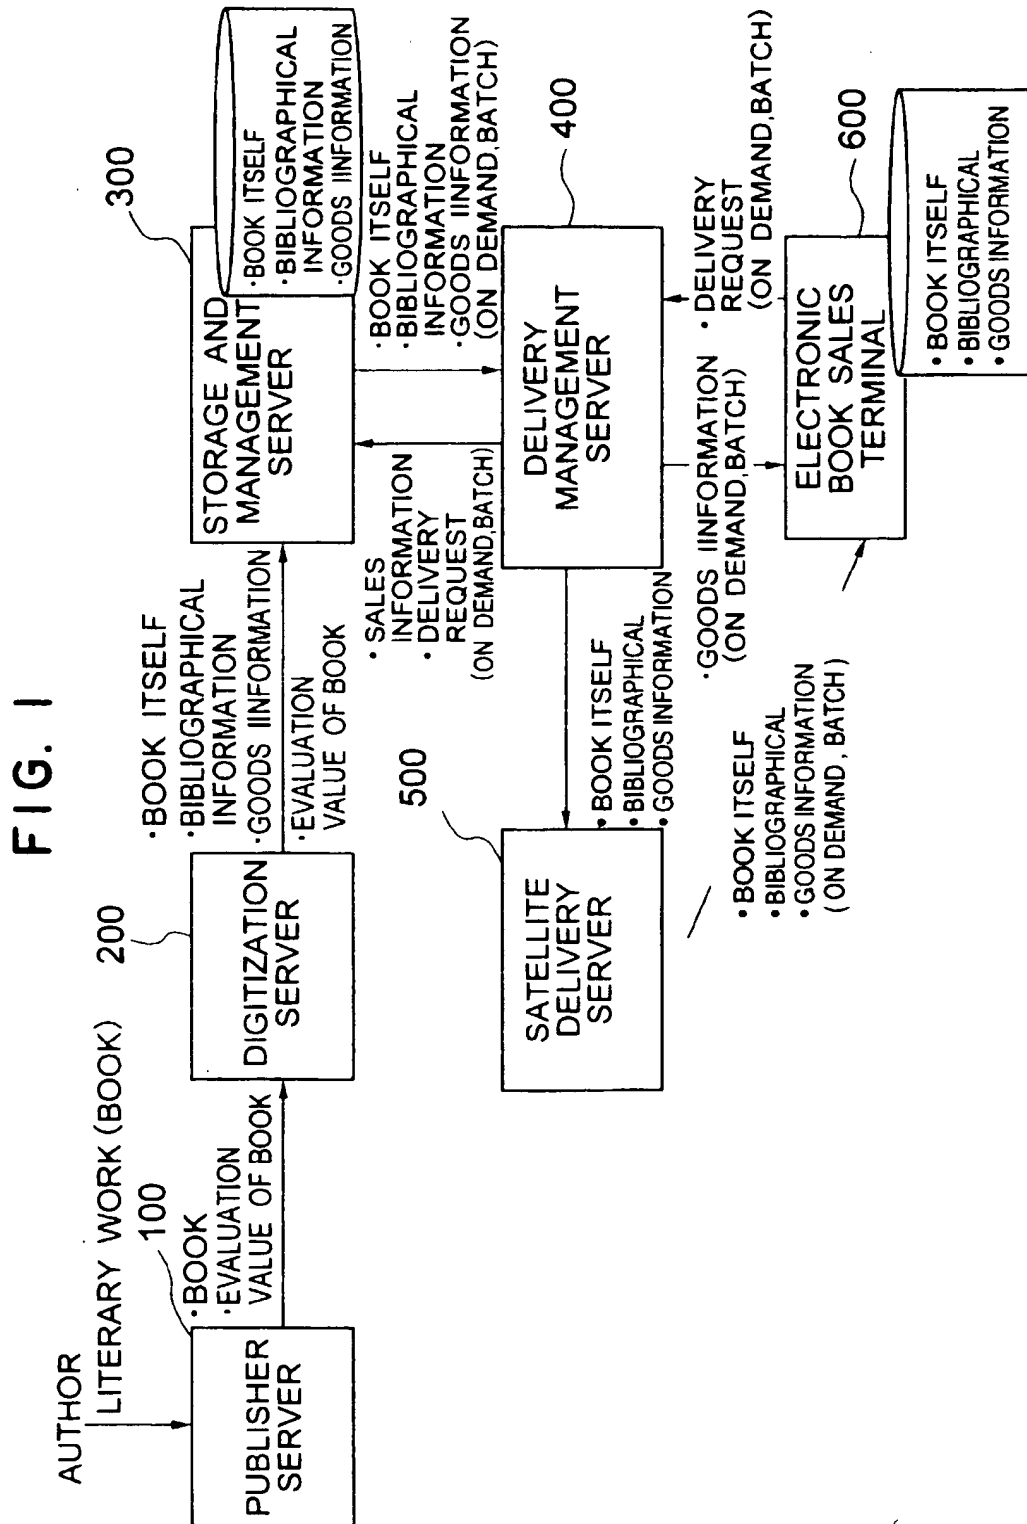 FIG. 1
AUTHOR
LITERARY WORK (BOOK)
100
PUBLISHER
SERVER
•BOOK
•EVALUATION
VALUE OF BOOK
200
DIGITIZATION
SERVER
•BOOK ITSELF
•BIBLIOGRAPHICAL
INFORMATION
•GOODS IINFORMATION
•EVALUATION
VALUE OF BOOK
300
STORAGE AND
MANAGEMENT
SERVER
•BOOK ITSELF
•BIBLIOGRAPHICAL
INFORMATION
•GOODS IINFORMATION
•SALES
INFORMATION
•DELIVERY
REQUEST
(ON DEMAND,BATCH)
•BOOK ITSELF
•BIBLIOGRAPHICAL
INFORMATION
•GOODS IINFORMATION
(ON DEMAND,BATCH)
400
DELIVERY
MANAGEMENT
SERVER
500
SATELLITE
DELIVERY
SERVER
•BOOK ITSELF
•BIBLIOGRAPHICAL
•GOODS INFORMATION
•GOODS IINFORMATION
(ON DEMAND,BATCH)
•DELIVERY
REQUEST
(ON DEMAND,BATCH)
•BOOK ITSELF
•BIBLIOGRAPHICAL
•GOODS INFORMATION
(ON DEMAND, BATCH)
600
ELECTRONIC
BOOK SALES
TERMINAL
•BOOK ITSELF
•BIBLIOGRAPHICAL
•GOODS INFORMATION